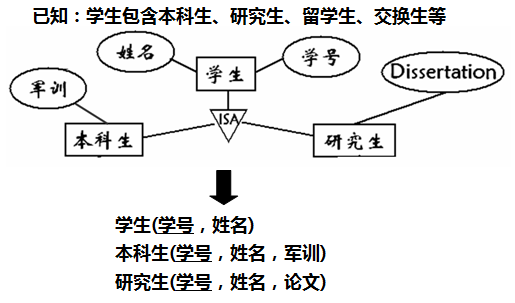 已知：学生包含本科生、研究生、留学生、交换生等
姓名
学生
学号
军训
Dissertation
ISA
本科生
研究生
学生(学号，姓名)
本科生(学号，姓名，军训)
研究生(学号，姓名，论文)